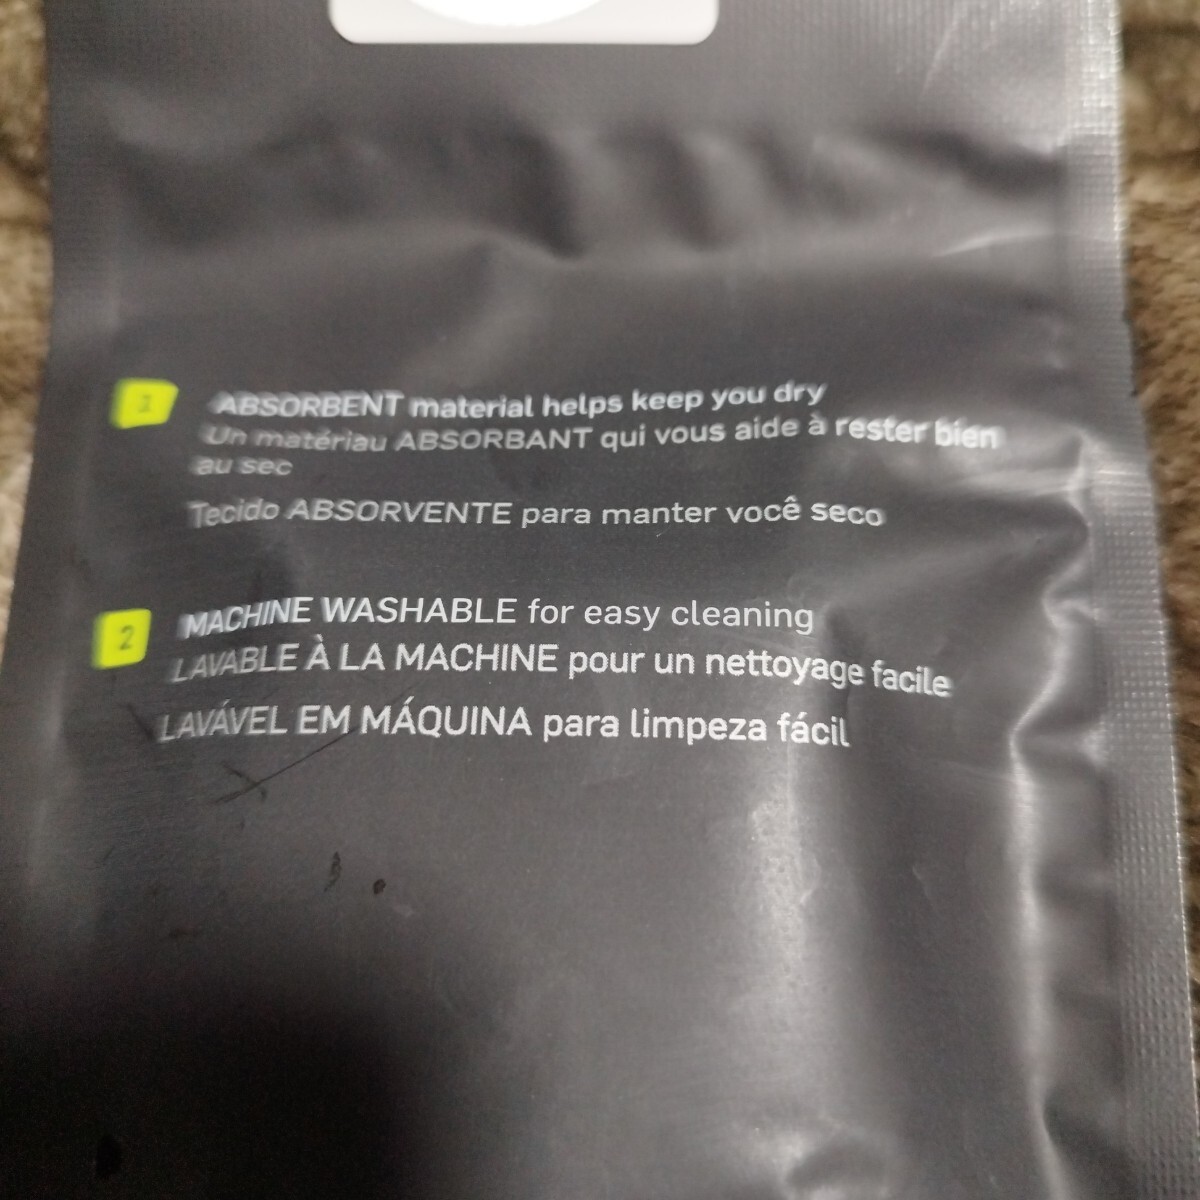 1
ABSORBENT material helps keep you dry
Un matériau ABSORBANT qui vous aide à rester bien
au sec
Tecido ABSORVENTE para manter você seco
2
MACHINE WASHABLE for easy cleaning
LAVABLE À LA MACHINE pour un nettoyage facile
LAVÁVEL EM MÁQUINA para limpeza fácil